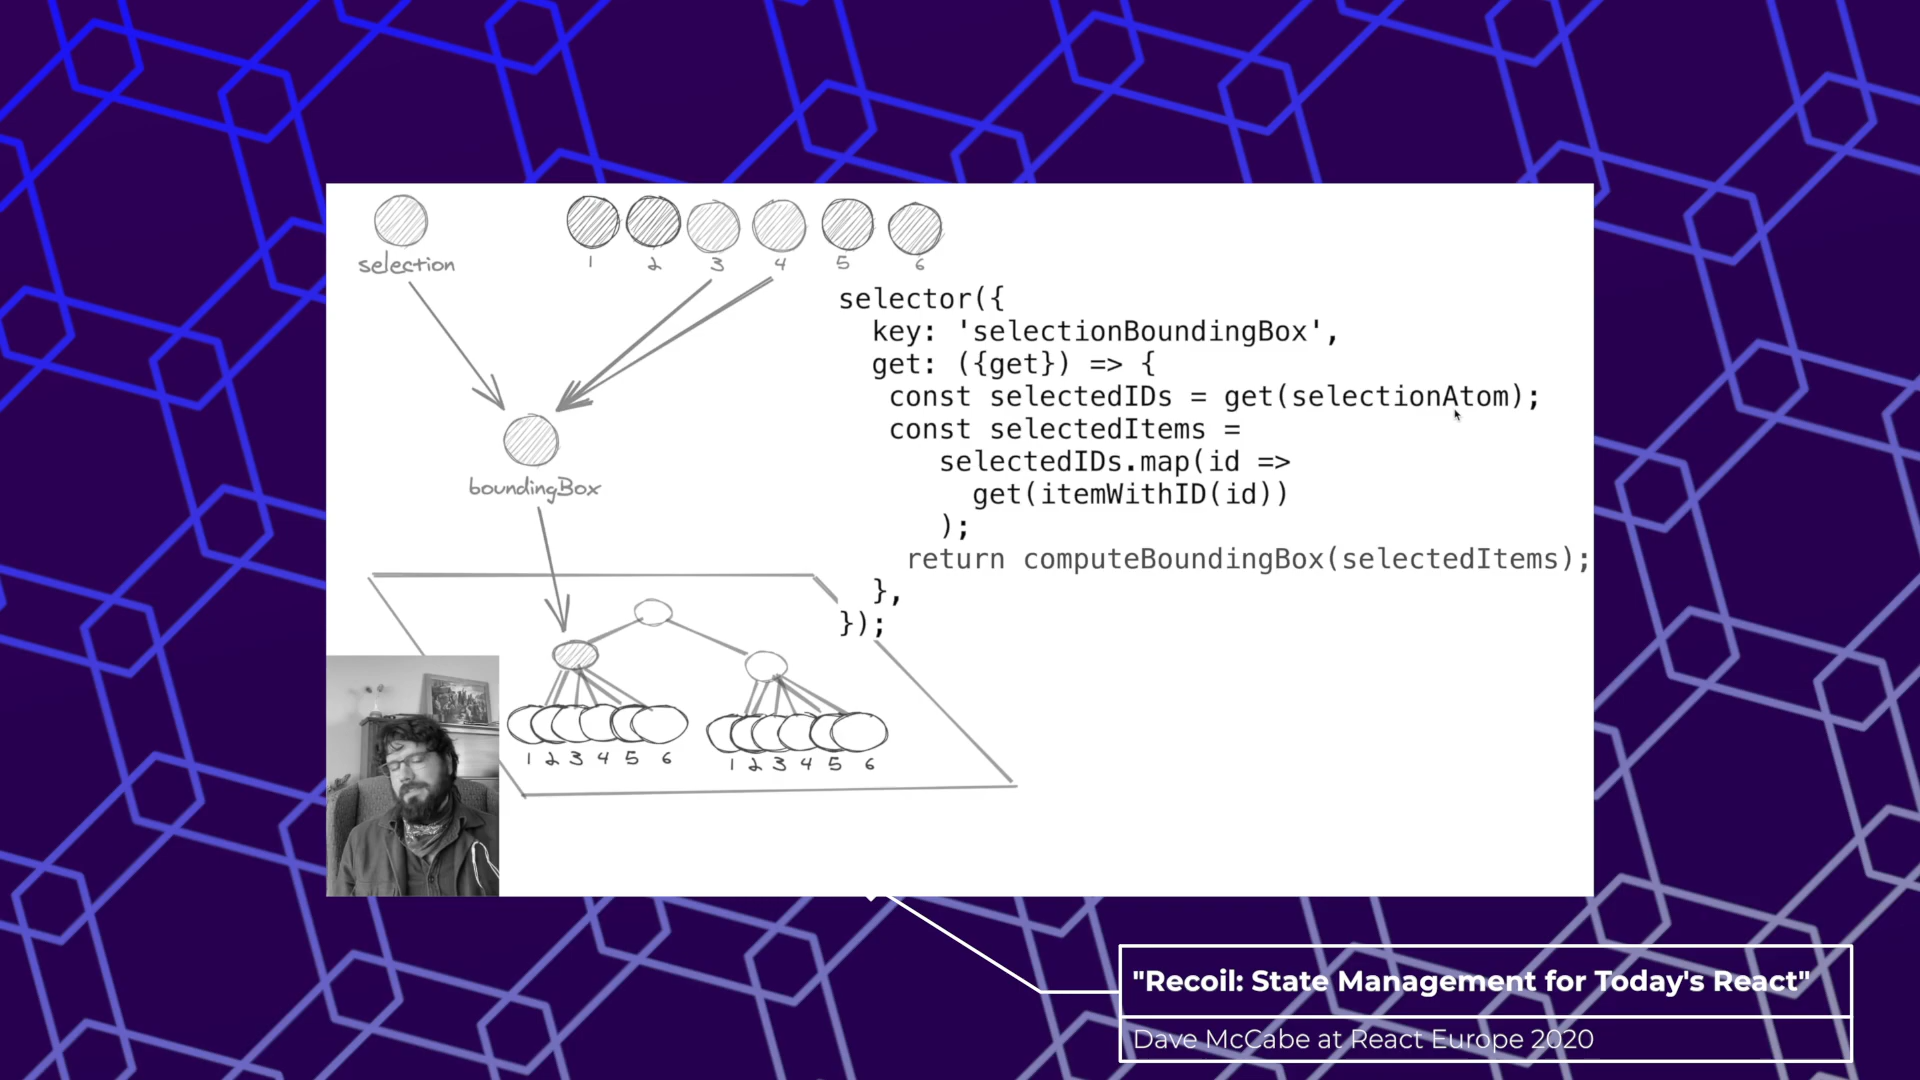 selection
1 2 3 4 5 6
selector({
key: 'selectionBoundingBox',
get: ({get}) => {
const selectedIDs = get(selectionAtom);
const selectedItems =
selectedIDs.map(id =>
get(itemWithID(id))
);
return computeBoundingBox(selectedItems);
},
});
boundingBox
1 2 3 4 5 6
1 2 3 4 5 6
"Recoil: State Management for Today's React"
Dave McCabe at React Europe 2020